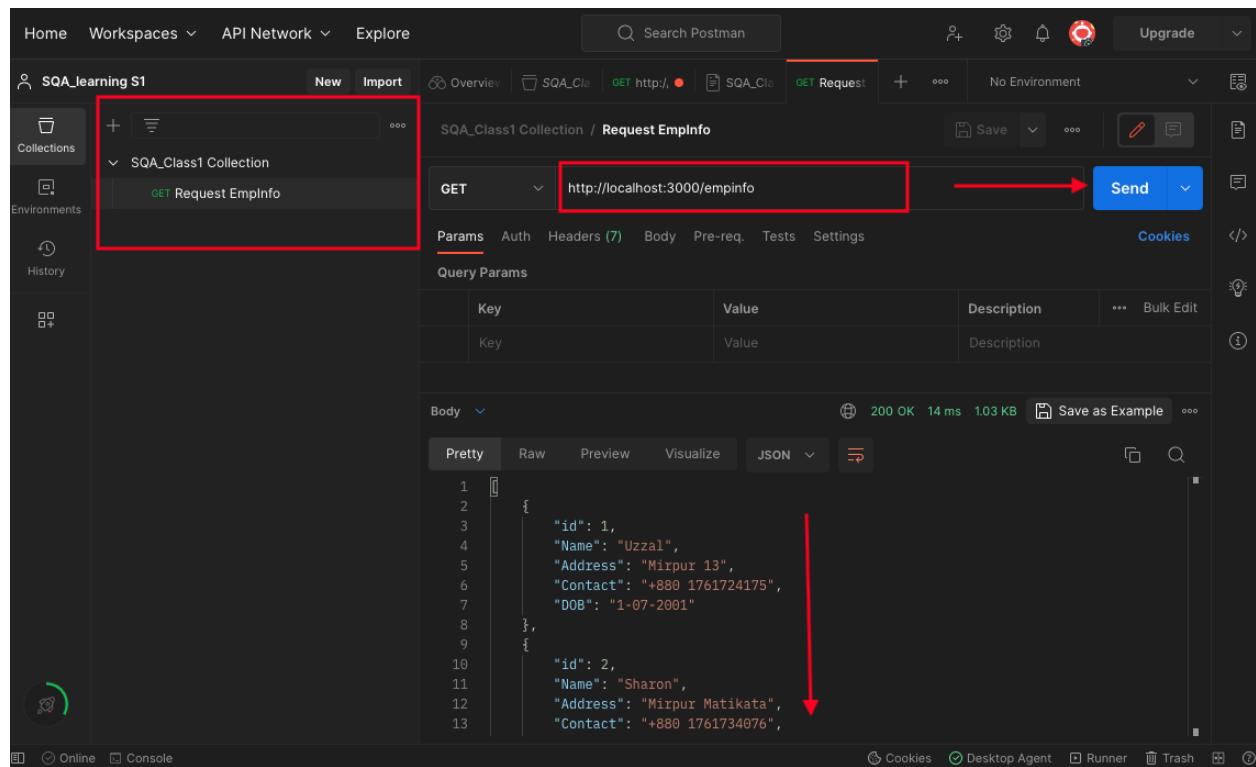 Home Workspaces API Network Explore Search Postman Upgrade
SQA_learning S1 New Import Overview SQA_Cla GET http:/, SQA_Cla GET Request No Environment
Collections
Environments
History
SQA_Class1 Collection
GET Request EmpInfo
SQA_Class1 Collection / Request EmpInfo Save
GET http://localhost:3000/empinfo Send
Params Auth Headers (7) Body Pre-req. Tests Settings Cookies
Query Params
Key Value Description Bulk Edit
Key Value Description
Body 200 OK 14 ms 1.03 KB Save as Example
Pretty Raw Preview Visualize JSON
1 [
2 {
3 "id": 1,
4 "Name": "Uzzal",
5 "Address": "Mirpur 13",
6 "Contact": "+880 1761724175",
7 "DOB": "1-07-2001"
8 },
9 {
10 "id": 2,
11 "Name": "Sharon",
12 "Address": "Mirpur Matikata",
13 "Contact": "+880 1761734076",
Online Console Cookies Desktop Agent Runner Trash